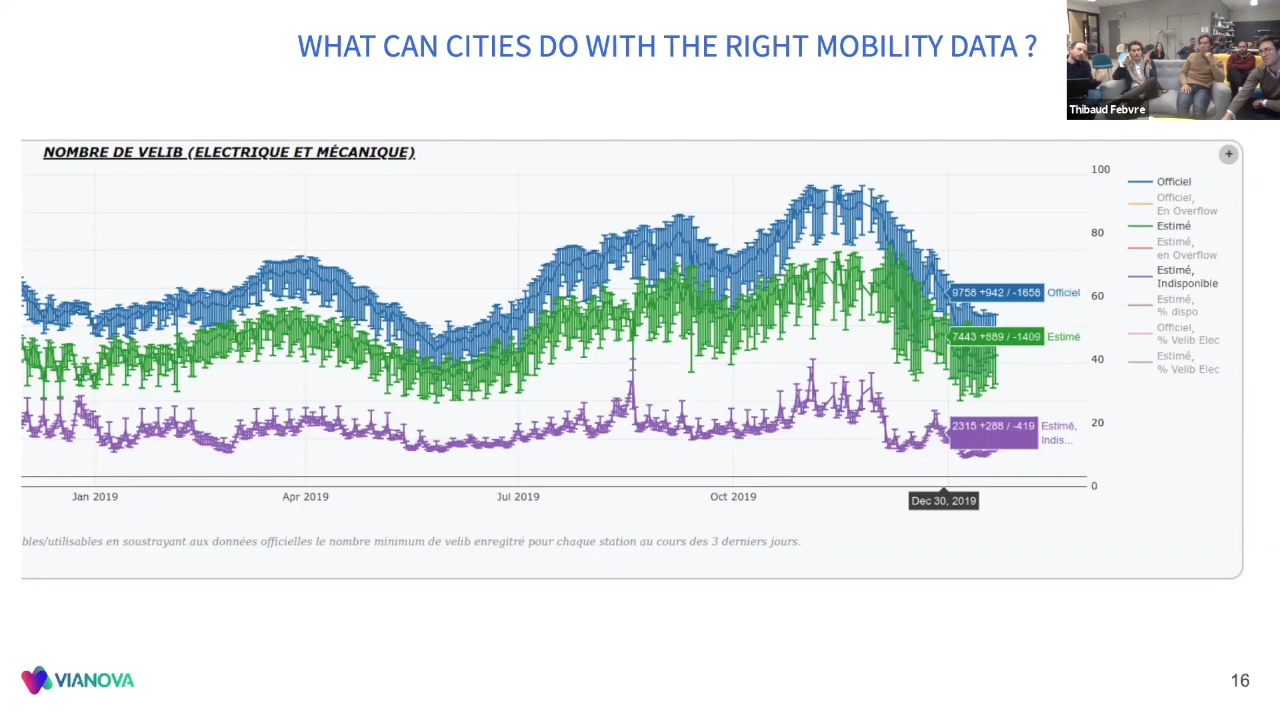 WHAT CAN CITIES DO WITH THE RIGHT MOBILITY DATA ?
Thibaud Febvre
NOMBRE DE VELIB (ELECTRIQUE ET MÉCANIQUE)
+
100
80
60
40
20
0
Officiel
Officiel,
En Overflow
Estimé
Estimé,
en Overflow
Estimé,
Indisponible
Estimé,
% dispo
Officiel,
% Velib Elec
Estimé,
% Velib Elec
9758 +942 / -1658 Officiel
7443 +889 / -1409 Estimé
2315 +288 / -419 Estimé,
Indis...
Jan 2019
Apr 2019
Jul 2019
Oct 2019
Dec 30, 2019
bles/utilisables en soustrayant aux données officielles le nombre minimum de velib enregitré pour chaque station au cours des 3 derniers jours.
VIANOVA
16